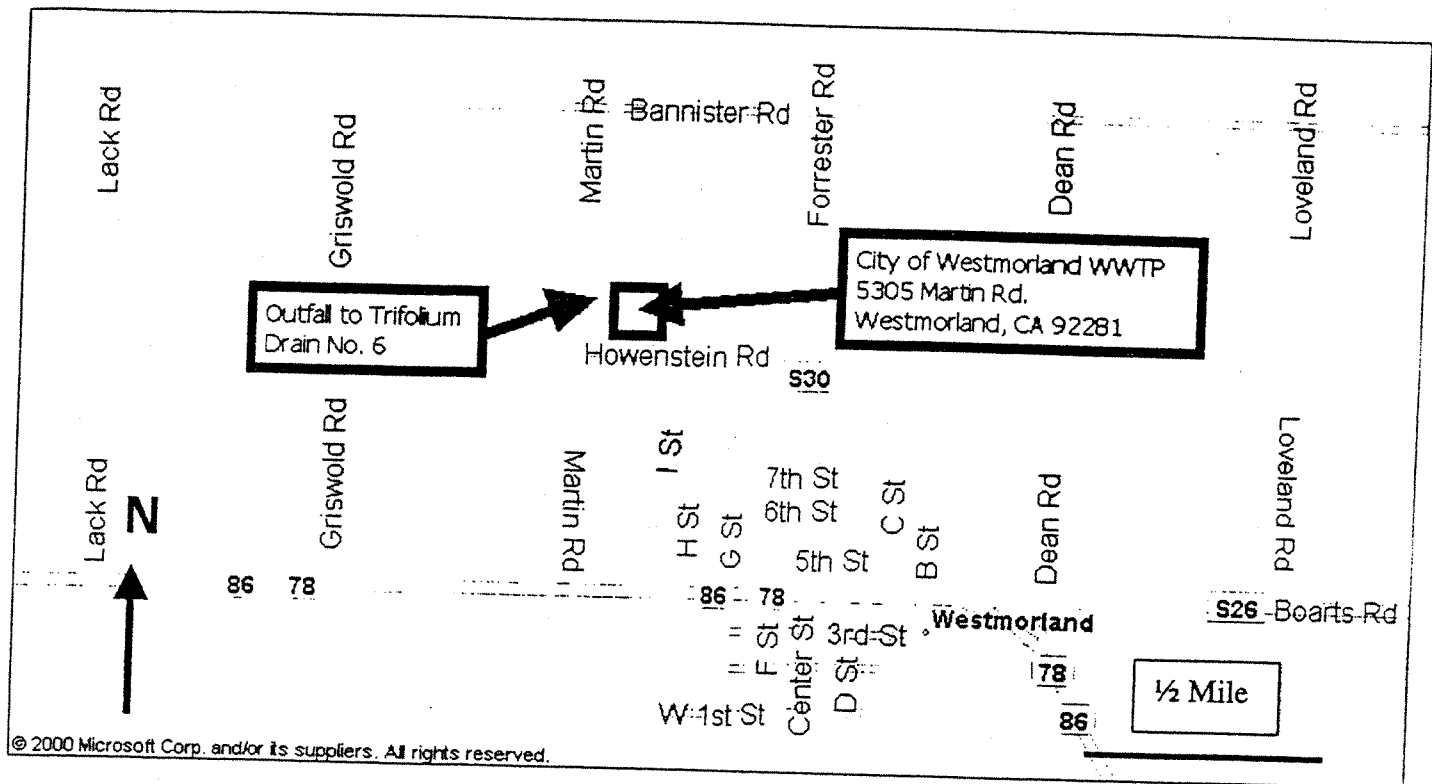 Lack Rd
Griswold Rd
Martin Rd
Bannister Rd
Forrester Rd
Dean Rd
Loveland Rd
Outfall to Trifolium
Drain No. 6
City of Westmorland WWTP
5305 Martin Rd.
Westmorland, CA 92281
Howenstein Rd
S30
Lack Rd
N
Griswold Rd
Martin Rd
I St
H St
G St
7th St
6th St
5th St
C St
B St
Dean Rd
Loveland Rd
86 78
86 78
S26 Boarts Rd
Westmorland
F St
Center St
3rd St
D St
W 1st St
78
86
½ Mile
© 2000 Microsoft Corp. and/or its suppliers. All rights reserved.